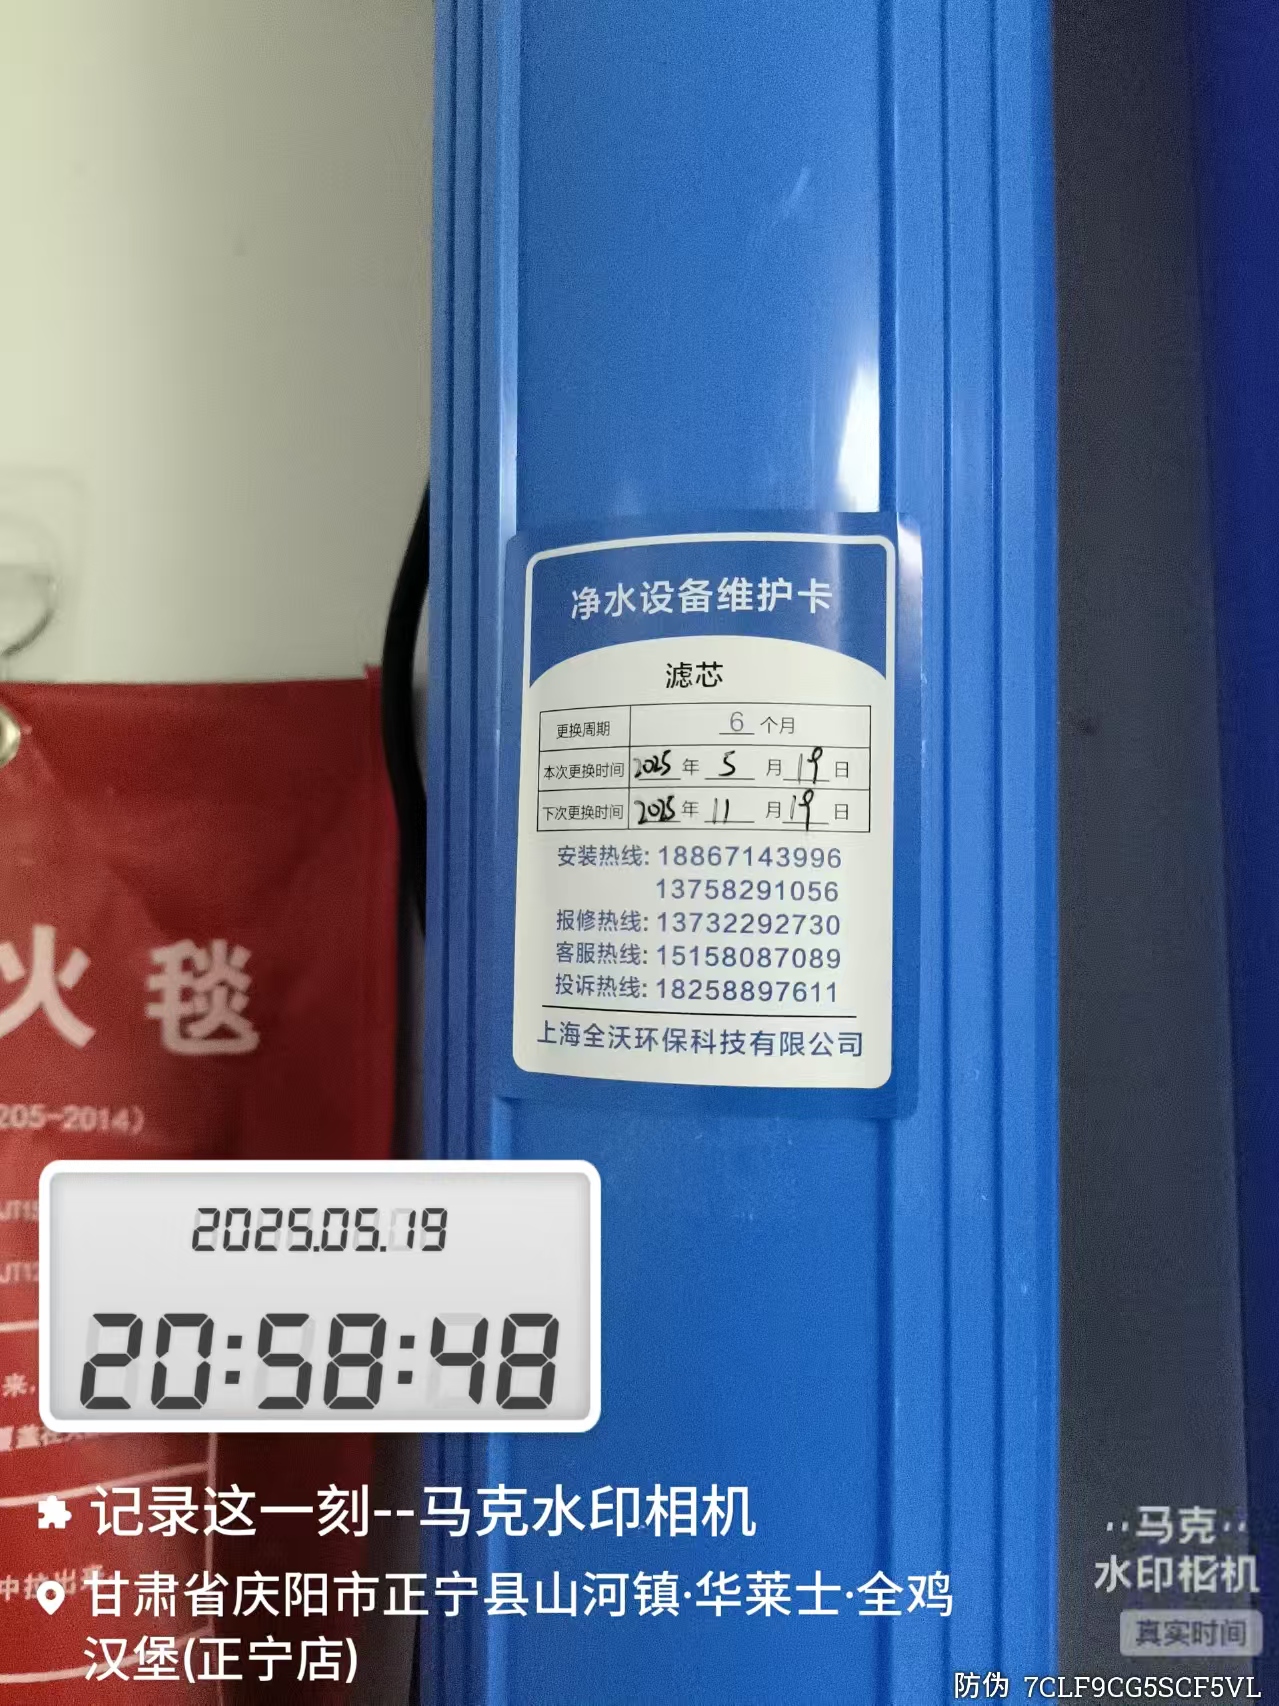 净水设备维护卡
滤芯
更换周期 6 个月
本次更换时间 2025 年 5 月 19 日
下次更换时间 2025 年 11 月 19 日
安装热线: 18867143996
13758291056
报修热线: 13732292730
客服热线: 15158087089
投诉热线: 18258897611
上海全沃环保科技有限公司
火毯
205-2014)
来,
2025.05.19
20:58:48
记录这一刻--马克水印相机
甘肃省庆阳市正宁县山河镇·华莱士·全鸡
汉堡(正宁店)
马克
水印相机
真实时间
防伪 7CLF9CG5SCF5VL